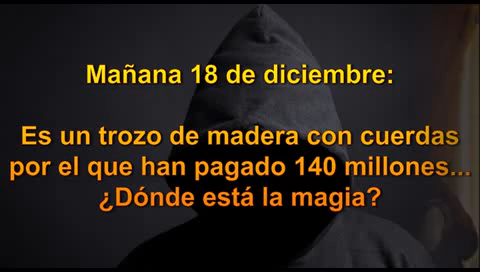 Mañana 18 de diciembre:
Es un trozo de madera con cuerdas
por el que han pagado 140 millones...
¿Dónde está la magia?